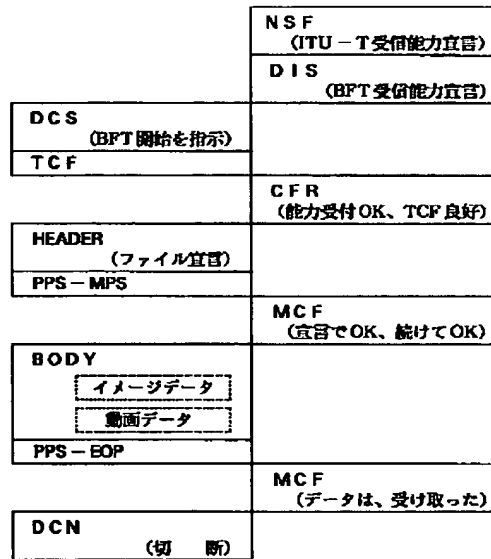 NSF
(ITU－T受信能力宣言)
DIS
(BFT受信能力宣言)
DCS
(BFT開始を指示)
TCF
CFR
(能力受付OK、TCF良好)
HEADER
(ファイル宣言)
PPS－MPS
MCF
(宣言でOK、続けてOK)
BODY
イメージデータ
動画データ
PPS－EOP
MCF
(データは、受け取った)
DCN
(切　断)